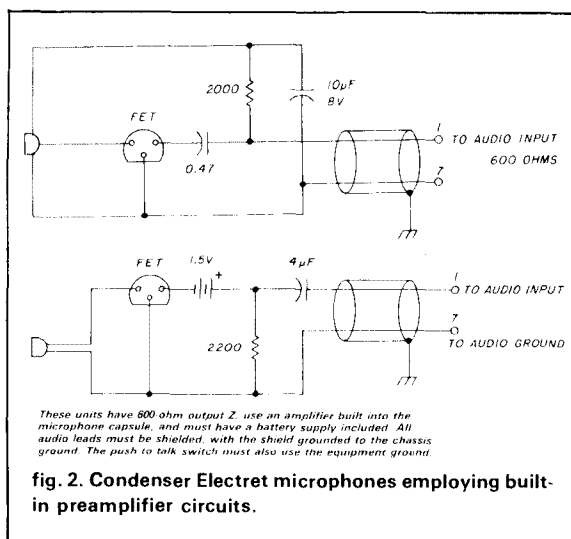 2000
10µF
8V
FET
0.47
1
TO AUDIO INPUT
600 OHMS
7
FET
1.5V
+
4µF
1
TO AUDIO INPUT
7
TO AUDIO GROUND
2200
These units have 600-ohm output Z, use an amplifier built into the
microphone capsule, and must have a battery supply included. All
audio leads must be shielded, with the shield grounded to the chassis
ground. The push to talk switch must also use the equipment ground.
fig. 2. Condenser Electret microphones employing built-
in preamplifier circuits.